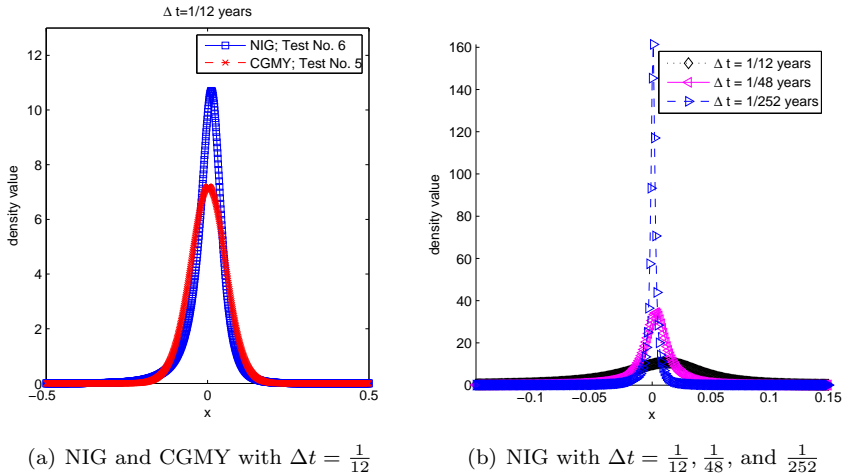 Δ t=1/12 years
NIG; Test No. 6
CGMY; Test No. 5
density value
12
10
8
6
4
2
0
−0.5
0
0.5
x
(a) NIG and CGMY with Δt = 1/12
Δ t = 1/12 years
Δ t = 1/48 years
Δ t = 1/252 years
density value
160
140
120
100
80
60
40
20
0
−0.1
−0.05
0
0.05
0.1
0.15
x
(b) NIG with Δt = 1/12, 1/48, and 1/252